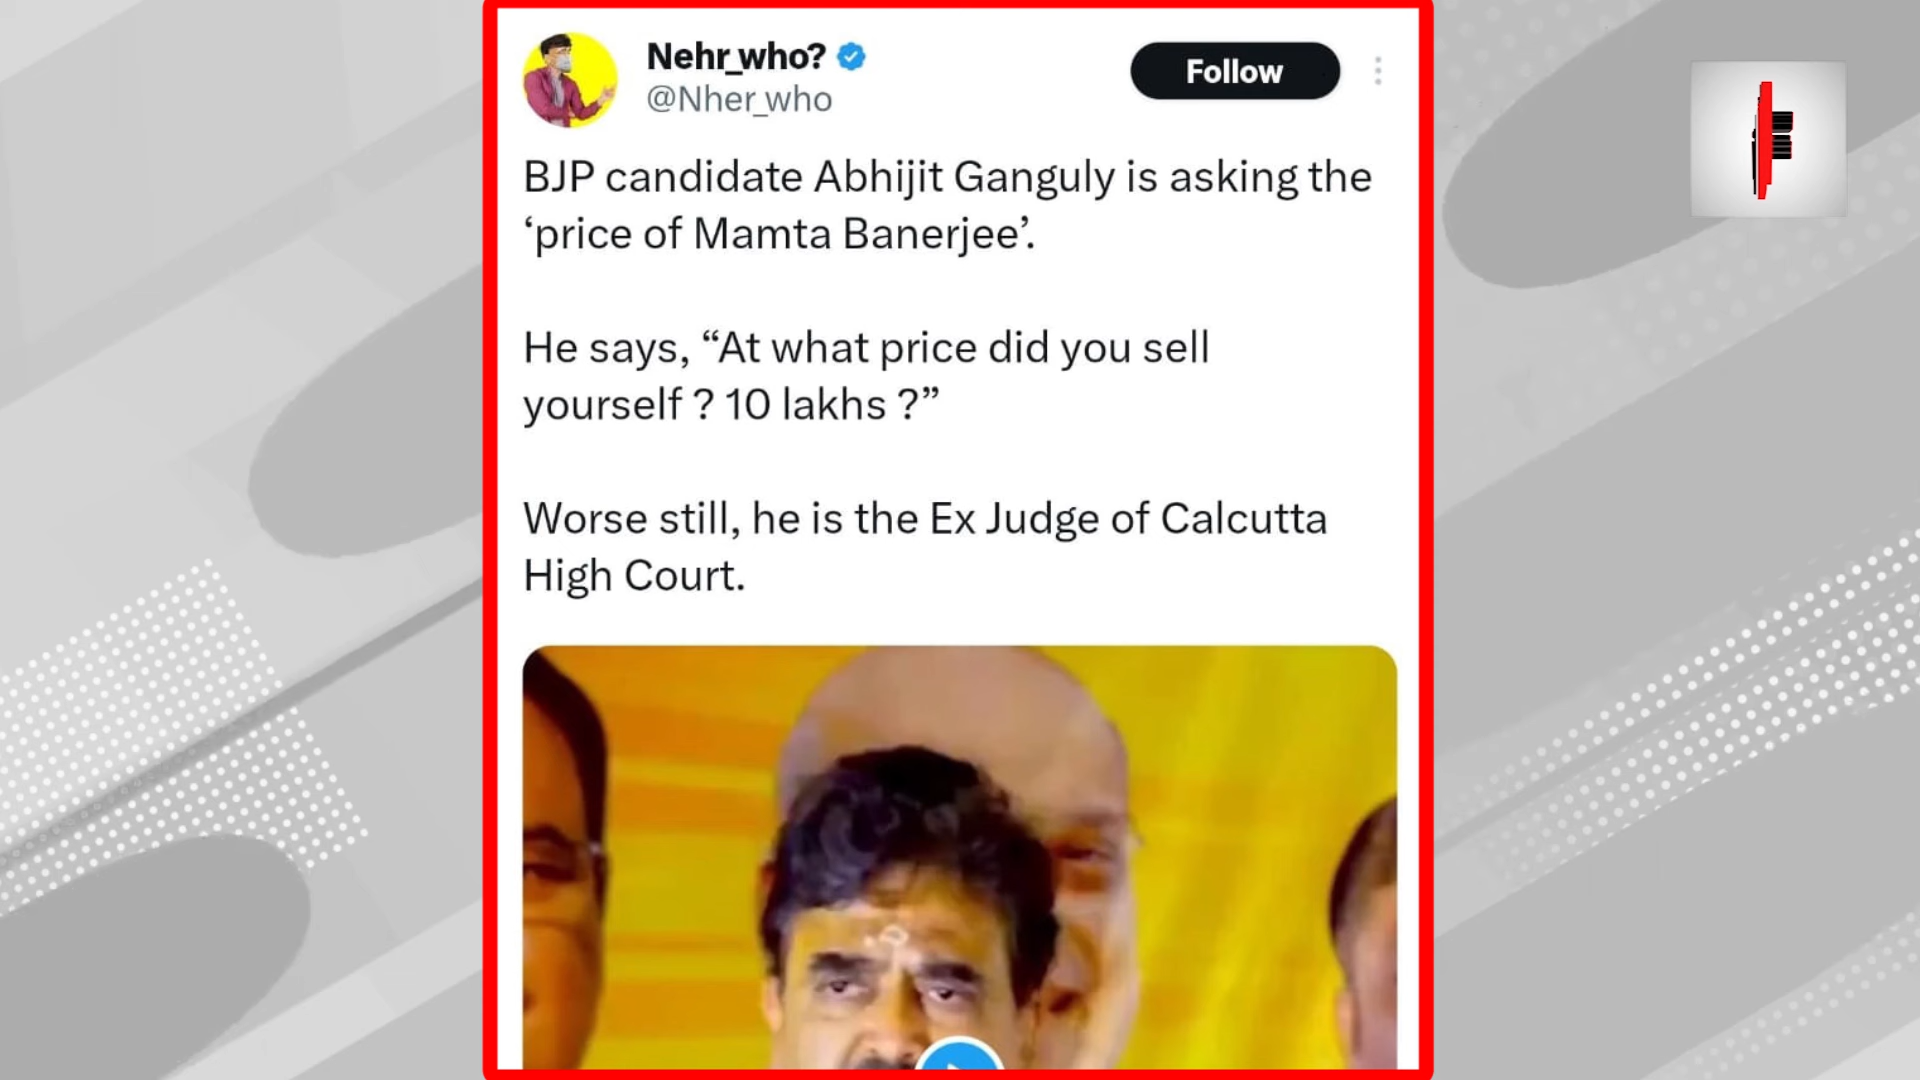 Nehr_who?
@Nher_who
Follow
BJP candidate Abhijit Ganguly is asking the
‘price of Mamta Banerjee’.
He says, “At what price did you sell
yourself ? 10 lakhs ?”
Worse still, he is the Ex Judge of Calcutta
High Court.